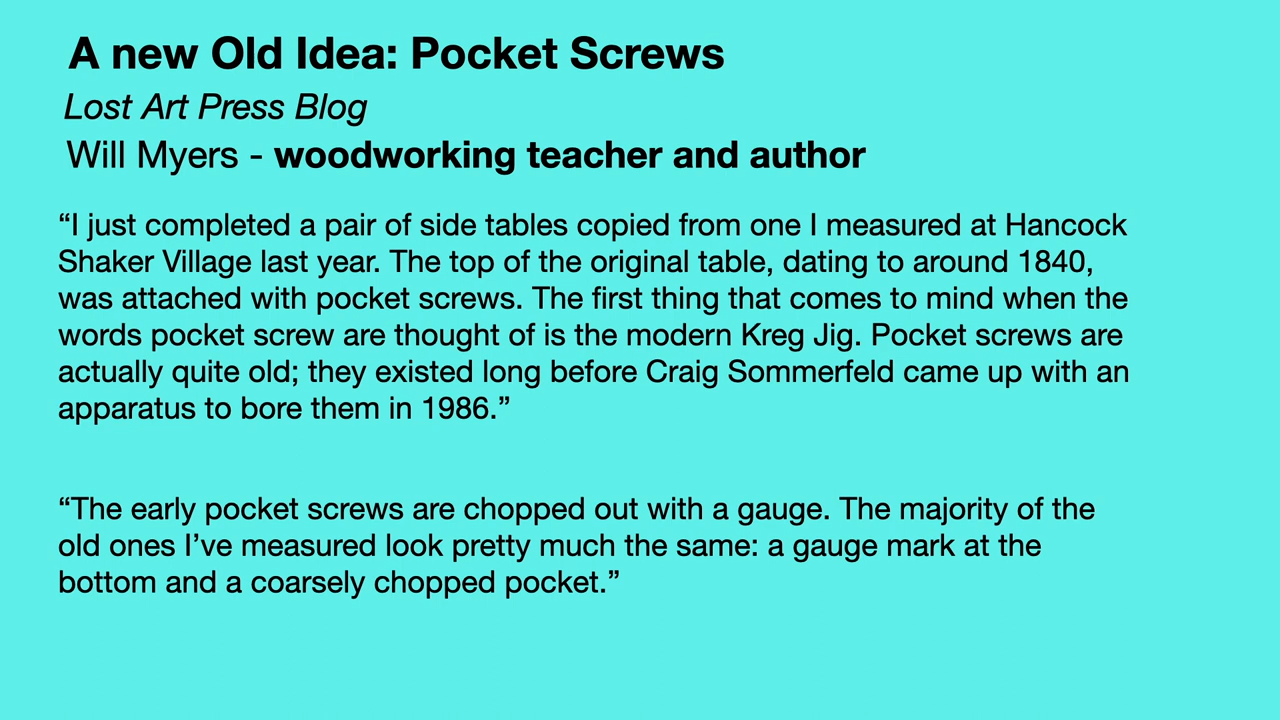 A new Old Idea: Pocket Screws
Lost Art Press Blog
Will Myers - woodworking teacher and author
“I just completed a pair of side tables copied from one I measured at Hancock
Shaker Village last year. The top of the original table, dating to around 1840,
was attached with pocket screws. The first thing that comes to mind when the
words pocket screw are thought of is the modern Kreg Jig. Pocket screws are
actually quite old; they existed long before Craig Sommerfeld came up with an
apparatus to bore them in 1986.”
“The early pocket screws are chopped out with a gauge. The majority of the
old ones I’ve measured look pretty much the same: a gauge mark at the
bottom and a coarsely chopped pocket.”